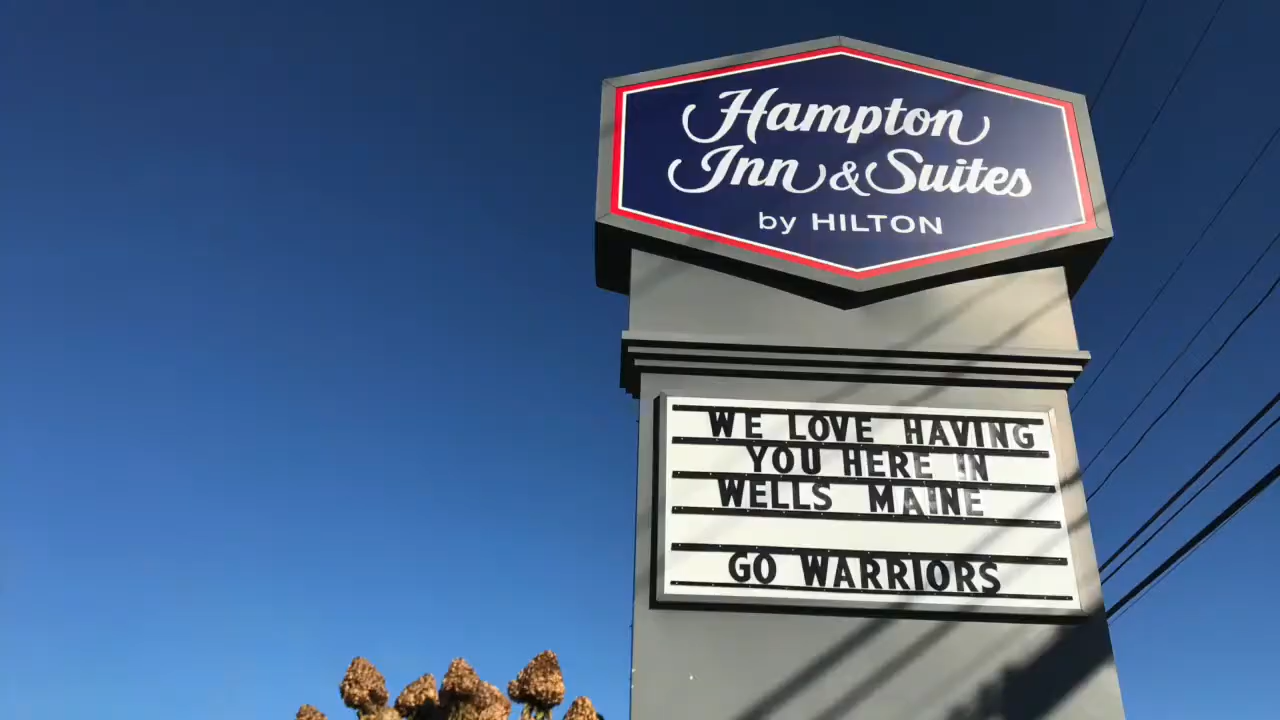 Hampton
Inn & Suites
by HILTON
WE LOVE HAVING
YOU HERE IN
WELLS MAINE
GO WARRIORS